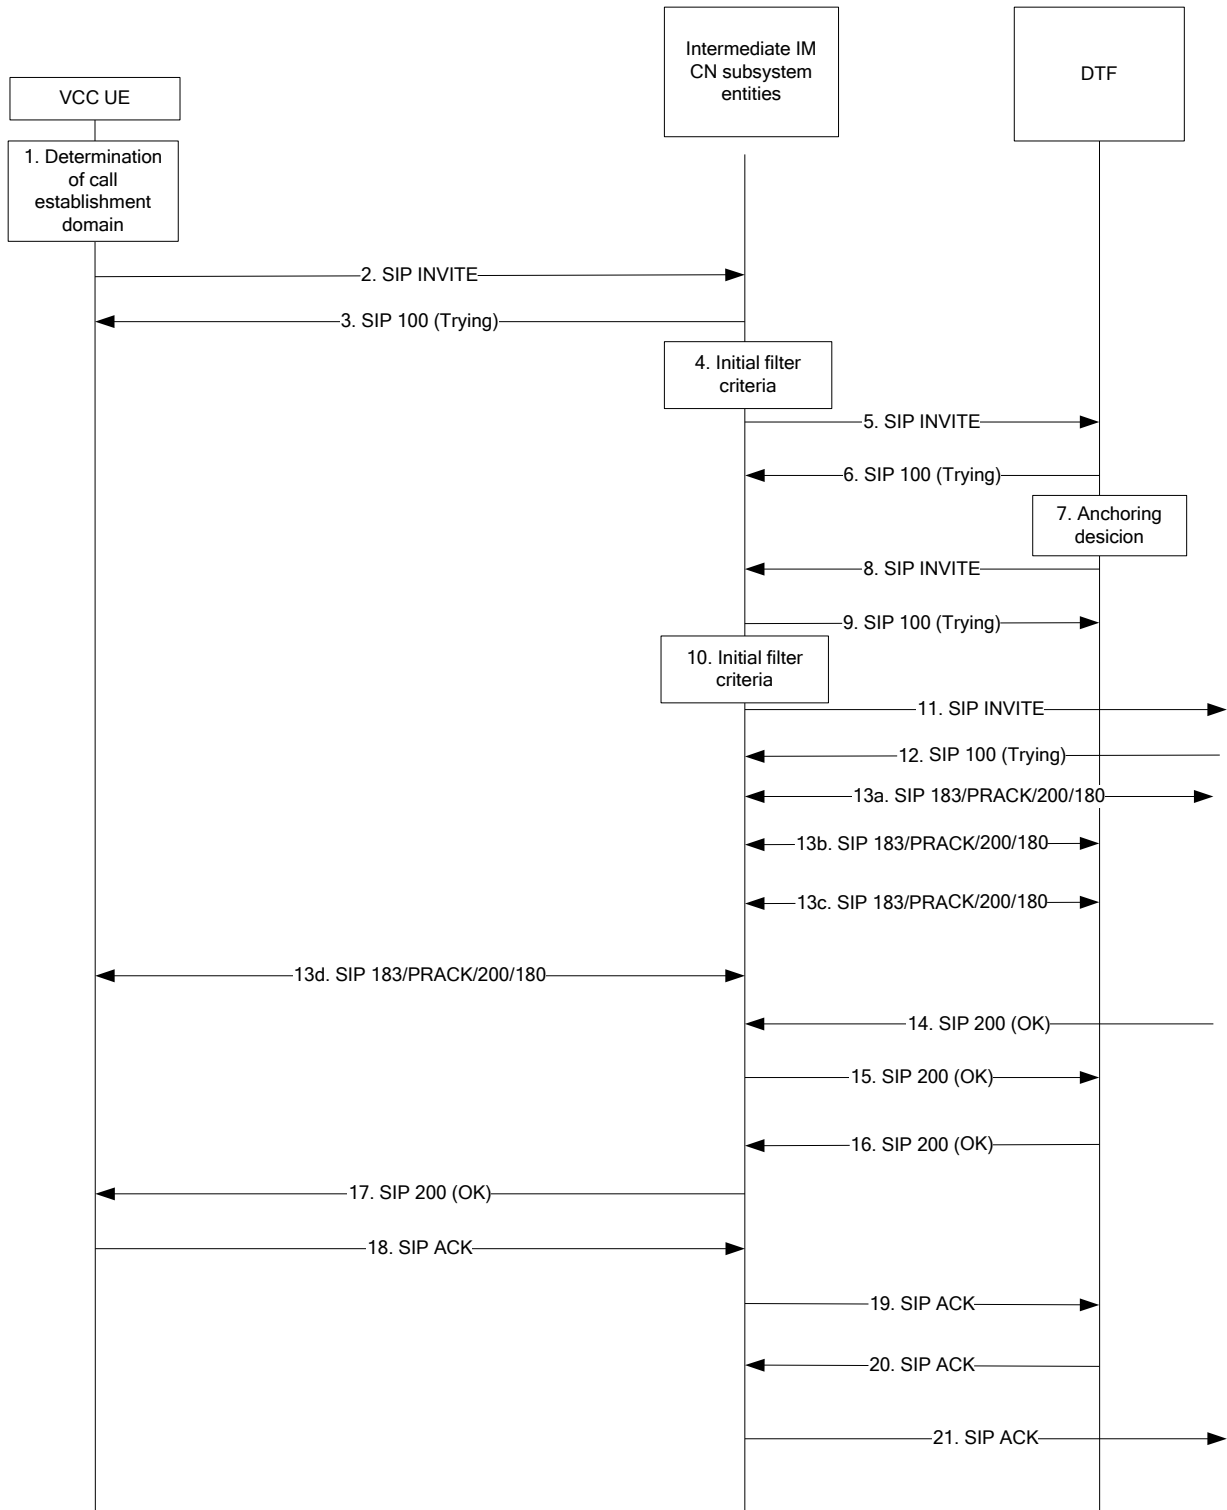 Intermediate IM
CN subsystem
entities
DTF
VCC UE
1. Determination
of call
establishment
domain
2. SIP INVITE
3. SIP 100 (Trying)
4. Initial filter
criteria
5. SIP INVITE
6. SIP 100 (Trying)
7. Anchoring
desicion
8. SIP INVITE
9. SIP 100 (Trying)
10. Initial filter
criteria
11. SIP INVITE
12. SIP 100 (Trying)
13a. SIP 183/PRACK/200/180
13b. SIP 183/PRACK/200/180
13c. SIP 183/PRACK/200/180
13d. SIP 183/PRACK/200/180
14. SIP 200 (OK)
15. SIP 200 (OK)
16. SIP 200 (OK)
17. SIP 200 (OK)
18. SIP ACK
19. SIP ACK
20. SIP ACK
21. SIP ACK